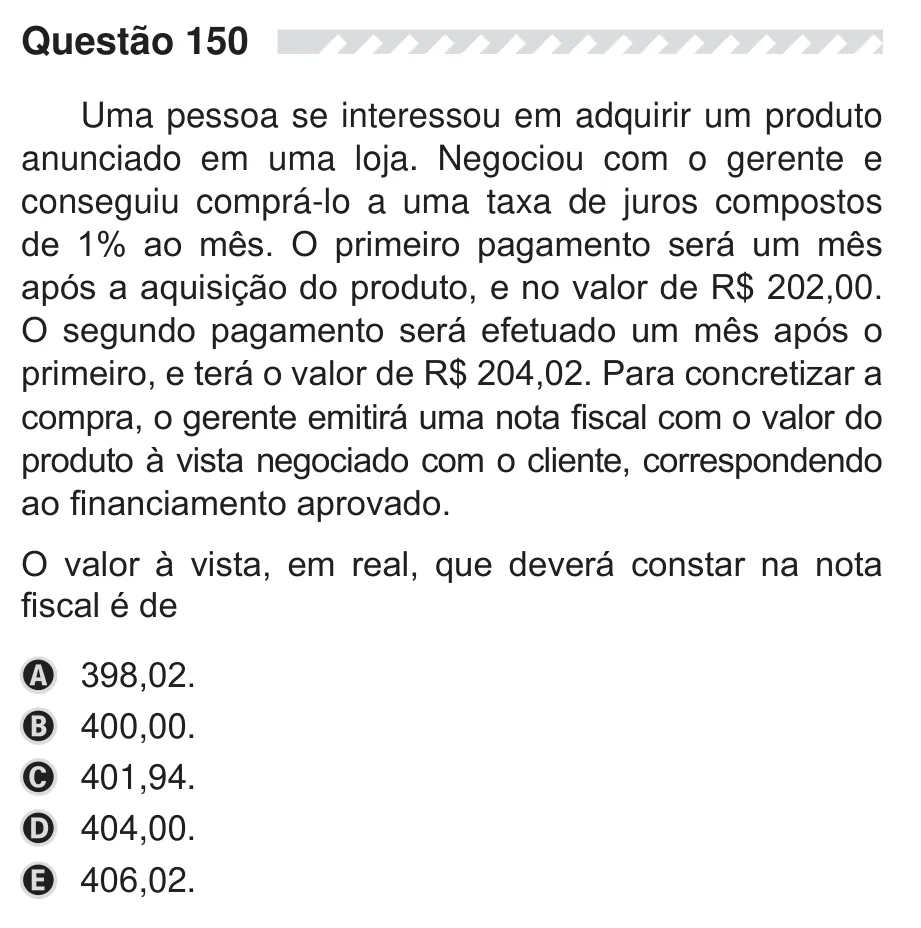 Questão 150
Uma pessoa se interessou em adquirir um produto
anunciado em uma loja. Negociou com o gerente e
conseguiu comprá-lo a uma taxa de juros compostos
de 1% ao mês. O primeiro pagamento será um mês
após a aquisição do produto, e no valor de R$ 202,00.
O segundo pagamento será efetuado um mês após o
primeiro, e terá o valor de R$ 204,02. Para concretizar a
compra, o gerente emitirá uma nota fiscal com o valor do
produto à vista negociado com o cliente, correspondendo
ao financiamento aprovado.
O valor à vista, em real, que deverá constar na nota
fiscal é de
A 398,02.
B 400,00.
C 401,94.
D 404,00.
E 406,02.